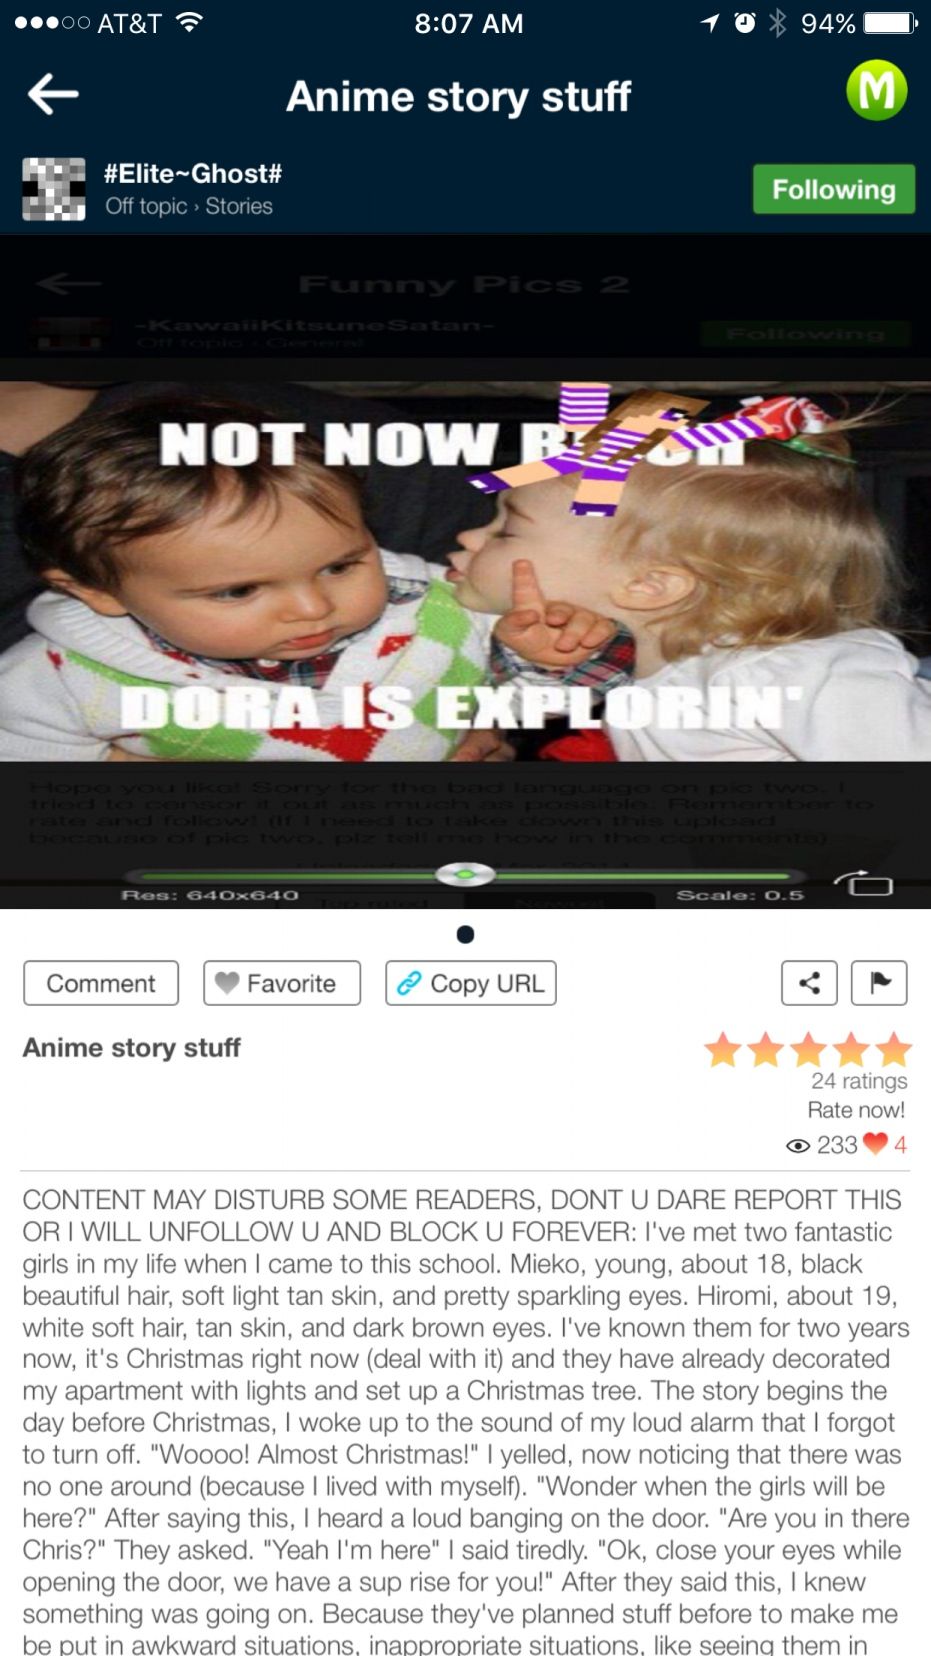 AT&T 8:07 AM 94%
Anime story stuff
M
#Elite~Ghost#
Off topic › Stories
Following
Funny Pics 2
-KawaiiKitsuneSatan-
Off topic › General
Following
NOT NOW
DORA IS EXPLORIN'
Hope you like! Sorry for the bad language on pic two. I
tried to censor it out as much as possible. Remember to
rate and follow! (If I need to take down this upload
because of pic two, plz tell me how in the comments)
Res: 640x640
Top rated
Newest
Scale: 0.5
Comment
Favorite
Copy URL
Anime story stuff
24 ratings
Rate now!
233 4
CONTENT MAY DISTURB SOME READERS, DONT U DARE REPORT THIS
OR I WILL UNFOLLOW U AND BLOCK U FOREVER: I've met two fantastic
girls in my life when I came to this school. Mieko, young, about 18, black
beautiful hair, soft light tan skin, and pretty sparkling eyes. Hiromi, about 19,
white soft hair, tan skin, and dark brown eyes. I've known them for two years
now, it's Christmas right now (deal with it) and they have already decorated
my apartment with lights and set up a Christmas tree. The story begins the
day before Christmas, I woke up to the sound of my loud alarm that I forgot
to turn off. "Woooo! Almost Christmas!" I yelled, now noticing that there was
no one around (because I lived with myself). "Wonder when the girls will be
here?" After saying this, I heard a loud banging on the door. "Are you in there
Chris?" They asked. "Yeah I'm here" I said tiredly. "Ok, close your eyes while
opening the door, we have a sup rise for you!" After they said this, I knew
something was going on. Because they've planned stuff before to make me
be put in awkward situations, inappropriate situations, like seeing them in